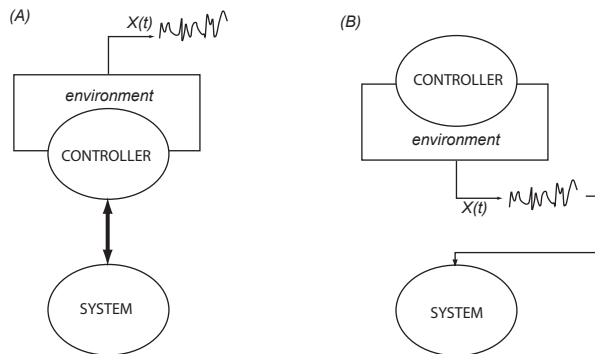 (A)
X(t)
environment
CONTROLLER
SYSTEM
(B)
CONTROLLER
environment
X(t)
SYSTEM